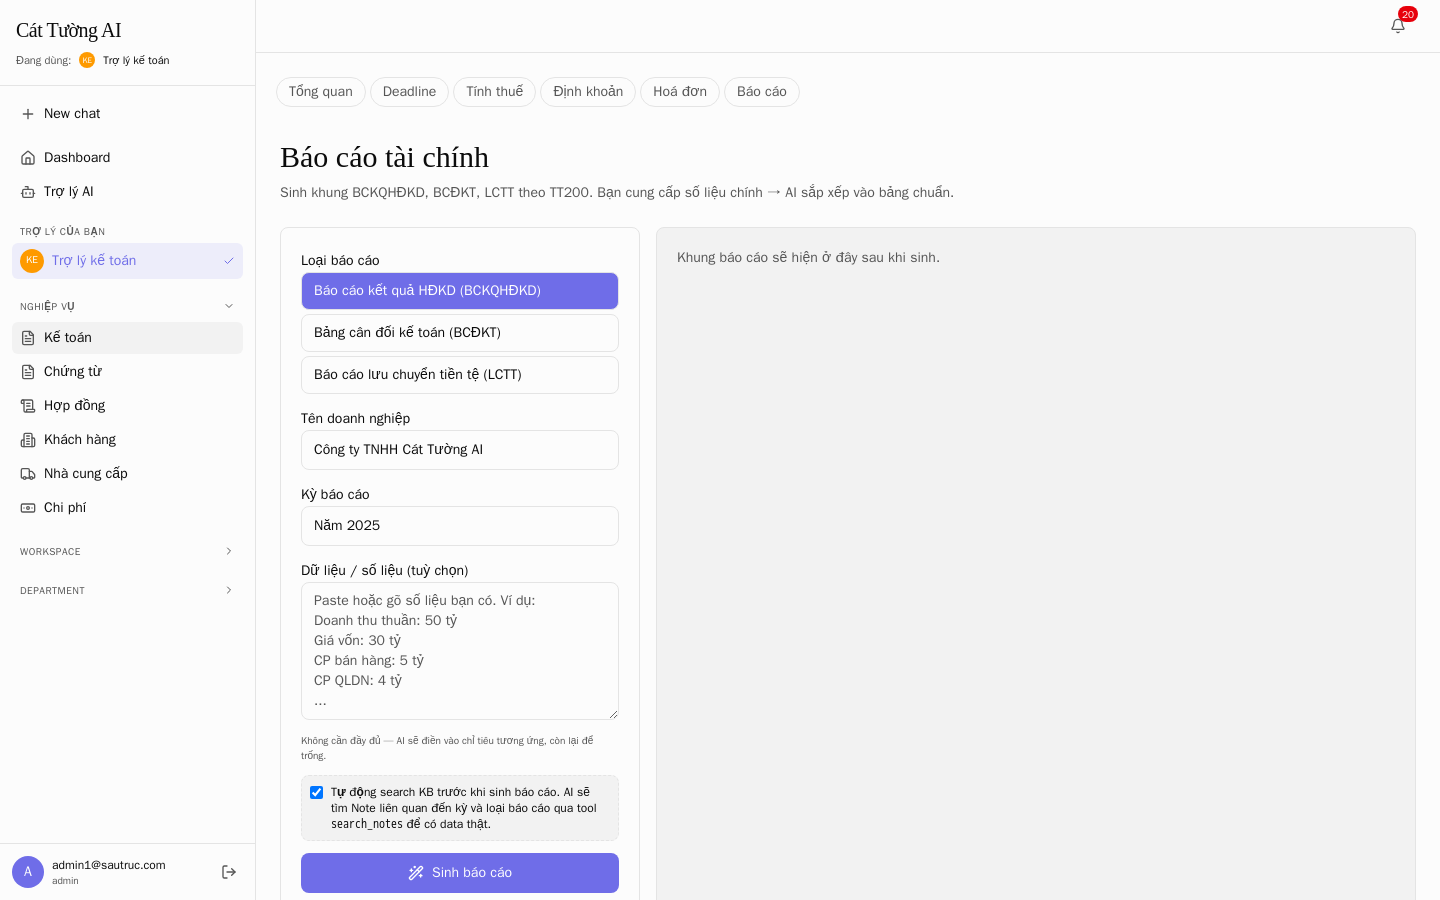 Cát Tường AI
Đang dùng: KE Trợ lý kế toán
New chat
Dashboard
Trợ lý AI
TRỢ LÝ CỦA BẠN
KE Trợ lý kế toán
NGHIỆP VỤ
Kế toán
Chứng từ
Hợp đồng
Khách hàng
Nhà cung cấp
Chi phí
WORKSPACE
DEPARTMENT
A
admin1@sautruc.com
admin
20
Tổng quan
Deadline
Tính thuế
Định khoản
Hoá đơn
Báo cáo
Báo cáo tài chính
Sinh khung BCKQHĐKD, BCĐKT, LCTT theo TT200. Bạn cung cấp số liệu chính → AI sắp xếp vào bảng chuẩn.
Loại báo cáo
Báo cáo kết quả HĐKD (BCKQHĐKD)
Bảng cân đối kế toán (BCĐKT)
Báo cáo lưu chuyển tiền tệ (LCTT)
Tên doanh nghiệp
Công ty TNHH Cát Tường AI
Kỳ báo cáo
Năm 2025
Dữ liệu / số liệu (tuỳ chọn)
Paste hoặc gõ số liệu bạn có. Ví dụ:
Doanh thu thuần: 50 tỷ
Giá vốn: 30 tỷ
CP bán hàng: 5 tỷ
CP QLDN: 4 tỷ
...
Không cần đầy đủ — AI sẽ điền vào chỉ tiêu tương ứng, còn lại để
trống.
Tự động search KB trước khi sinh báo cáo. AI sẽ
tìm Note liên quan đến kỳ và loại báo cáo qua tool
search_notes để có data thật.
Sinh báo cáo
Khung báo cáo sẽ hiện ở đây sau khi sinh.